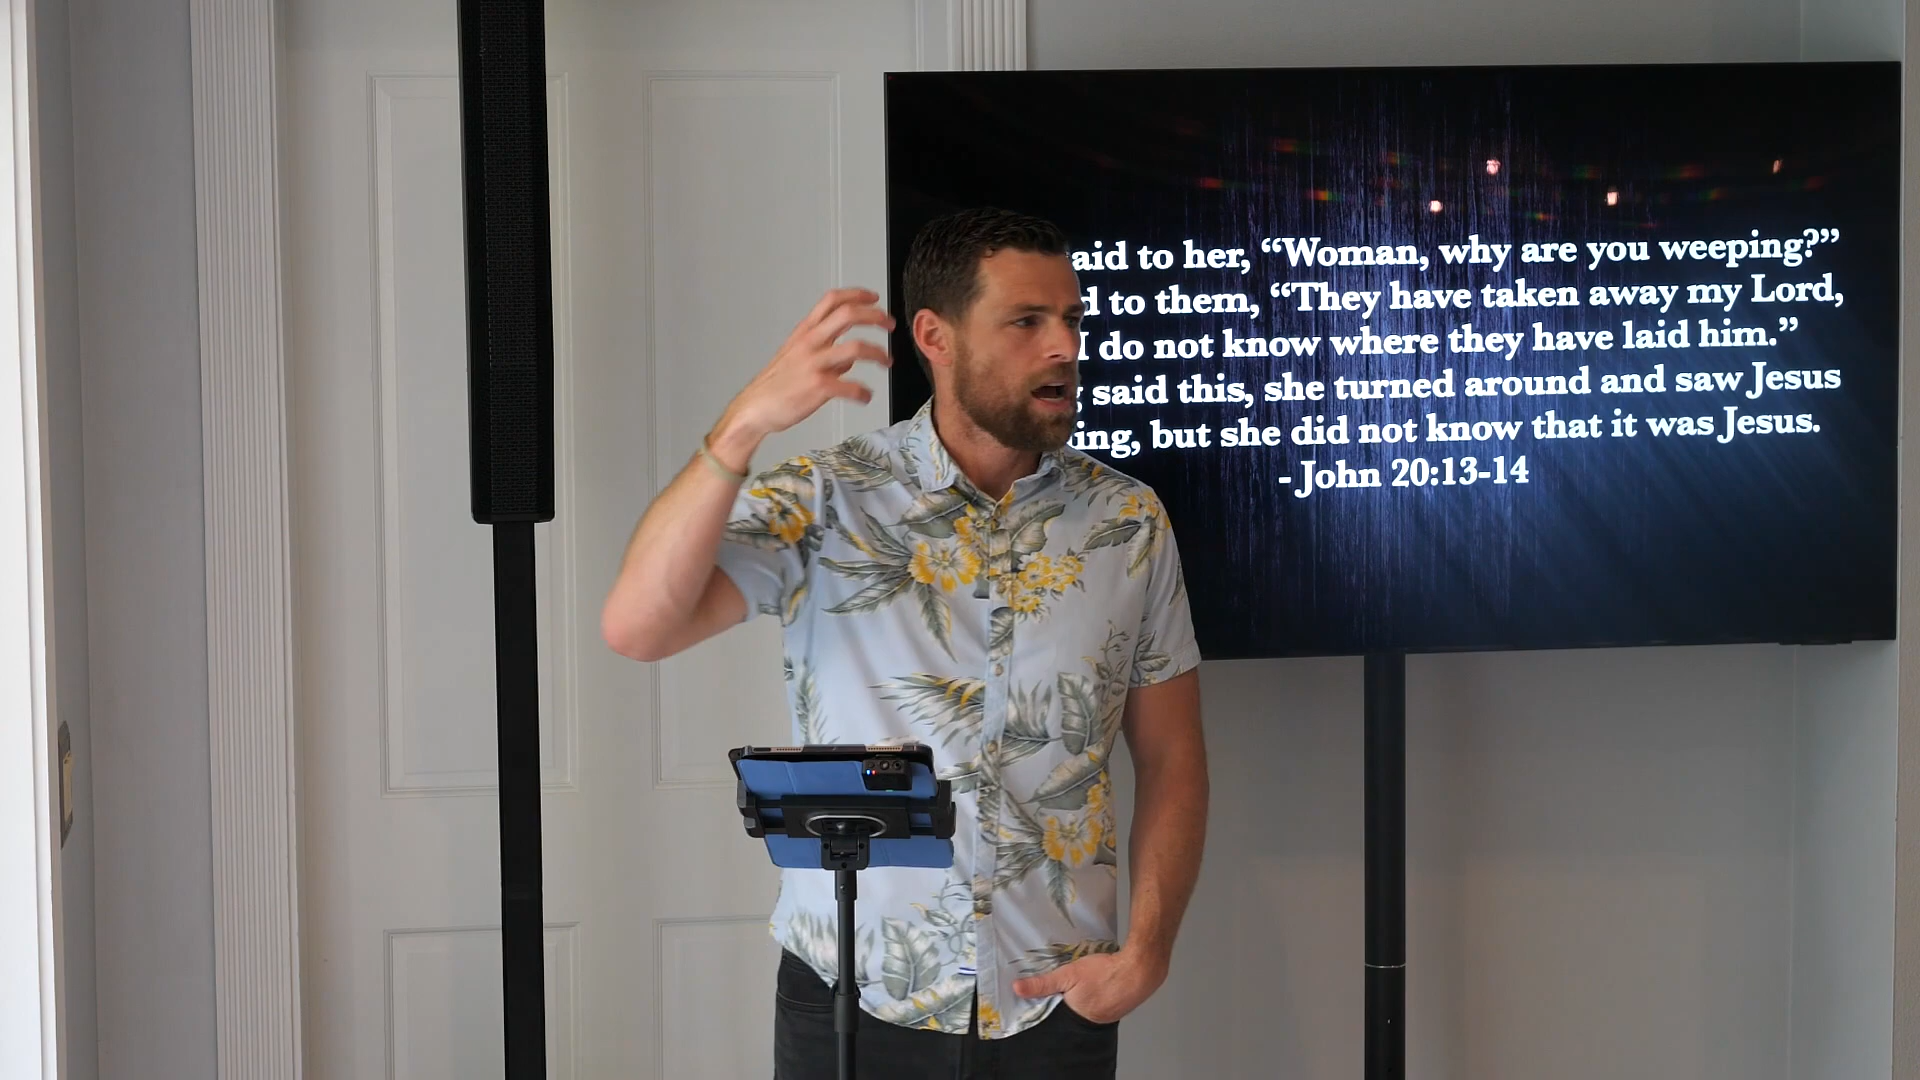 aid to her, “Woman, why are you weeping?”
d to them, “They have taken away my Lord,
I do not know where they have laid him.”
g said this, she turned around and saw Jesus
ing, but she did not know that it was Jesus.
- John 20:13-14